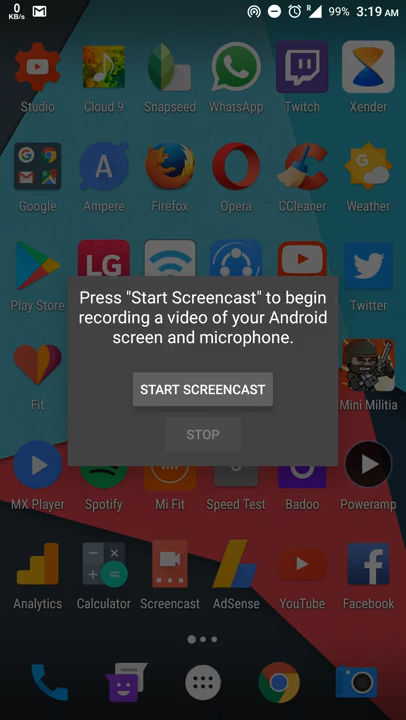 0
KB/s
R
99%
3:19 AM
Studio
Cloud 9
Snapseed
WhatsApp
Twitch
Xender
Google
Ampere
Firefox
Opera
CCleaner
Weather
A
G
LG
Play Store
Twitter
Press "Start Screencast" to begin
recording a video of your Android
screen and microphone.
START SCREENCAST
STOP
Fit
Mini Militia
MX Player
Spotify
Mi Fit
Speed Test
Badoo
Poweramp
Analytics
Calculator
Screencast
AdSense
YouTube
Facebook